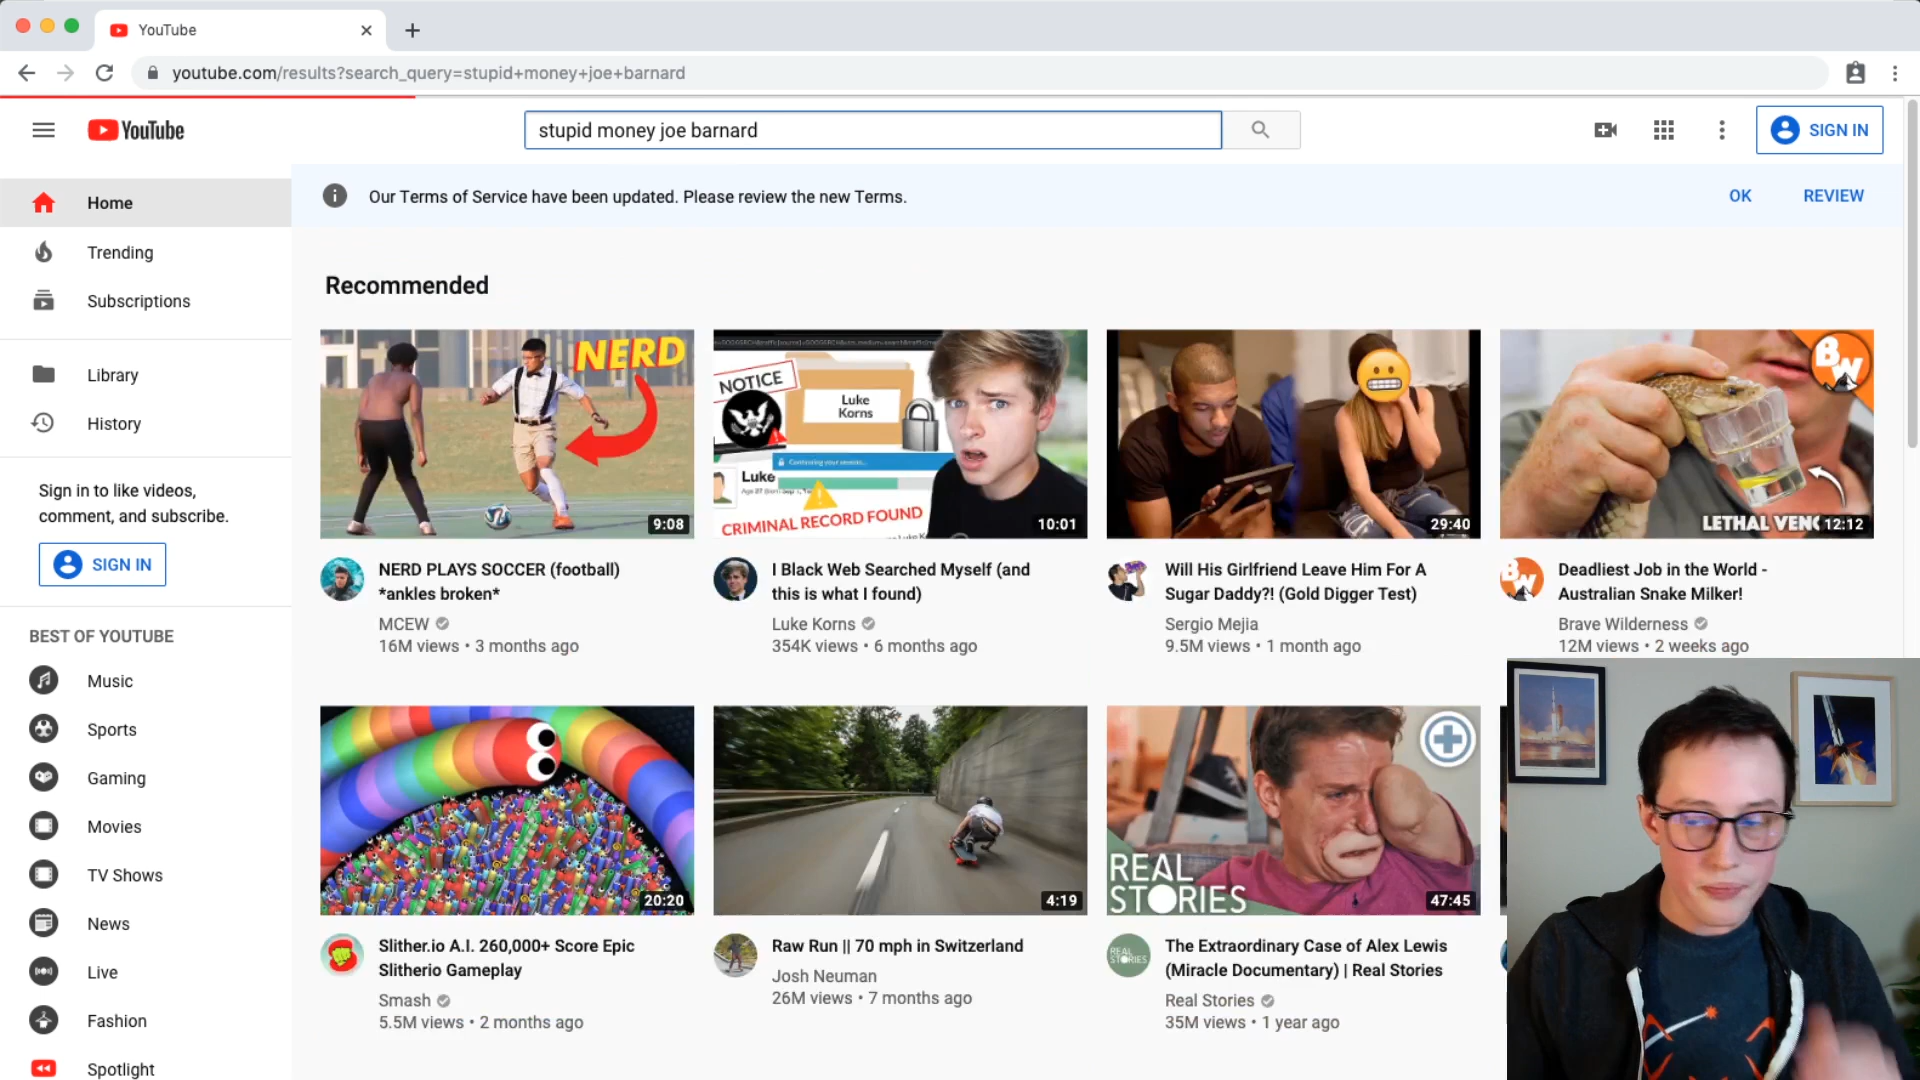 YouTube
youtube.com/results?search_query=stupid+money+joe+barnard
YouTube
stupid money joe barnard
SIGN IN
Our Terms of Service have been updated. Please review the new Terms.
OK
REVIEW
Home
Trending
Subscriptions
Library
History
Sign in to like videos,
comment, and subscribe.
SIGN IN
BEST OF YOUTUBE
Music
Sports
Gaming
Movies
TV Shows
News
Live
Fashion
Spotlight
Recommended
NERD
9:08
NOTICE
Luke
Korns
Luke
CRIMINAL RECORD FOUND
10:01
29:40
BW
LETHAL
12:12
NERD PLAYS SOCCER (football)
*ankles broken*
MCEW
16M views • 3 months ago
I Black Web Searched Myself (and
this is what I found)
Luke Korns
354K views • 6 months ago
Will His Girlfriend Leave Him For A
Sugar Daddy?! (Gold Digger Test)
Sergio Mejia
9.5M views • 1 month ago
BW
Deadliest Job in the World -
Australian Snake Milker!
Brave Wilderness
12M views • 2 weeks ago
20:20
4:19
REAL
STORIES
47:45
Slither.io A.I. 260,000+ Score Epic
Slitherio Gameplay
Smash
5.5M views • 2 months ago
Raw Run || 70 mph in Switzerland
Josh Neuman
26M views • 7 months ago
REAL
STORIES
The Extraordinary Case of Alex Lewis
(Miracle Documentary) | Real Stories
Real Stories
35M views • 1 year ago